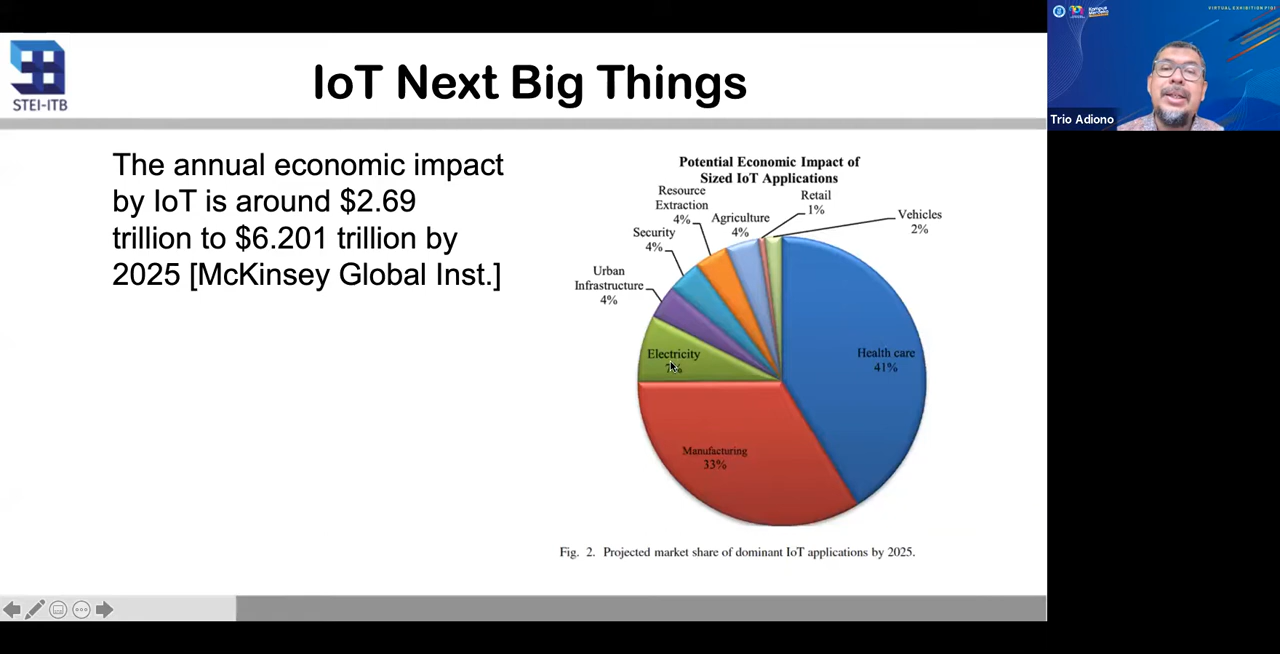 STEI-ITB
IoT Next Big Things
The annual economic impact
by IoT is around $2.69
trillion to $6.201 trillion by
2025 [McKinsey Global Inst.]
Potential Economic Impact of
Sized IoT Applications
Resource
Extraction
4%
Agriculture
4%
Retail
1%
Vehicles
2%
Security
4%
Urban
Infrastructure
4%
Electricity
Health care
41%
Manufacturing
33%
Fig. 2. Projected market share of dominant IoT applications by 2025.
VIRTUAL EXHIBITION
Trio Adiono